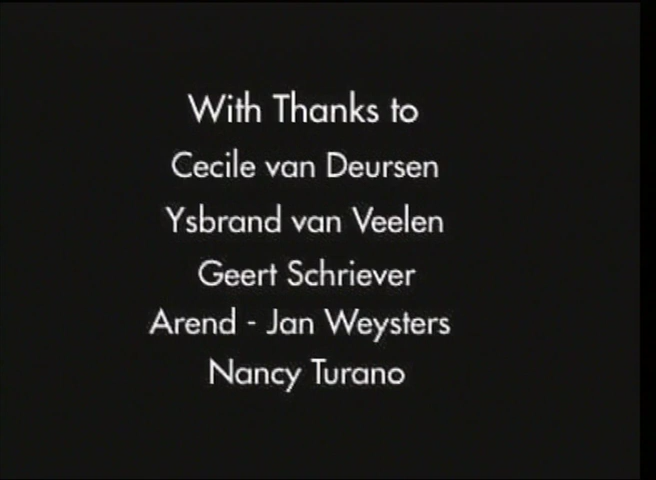 With Thanks to
Cecile van Deursen
Ysbrand van Veelen
Geert Schriever
Arend - Jan Weysters
Nancy Turano